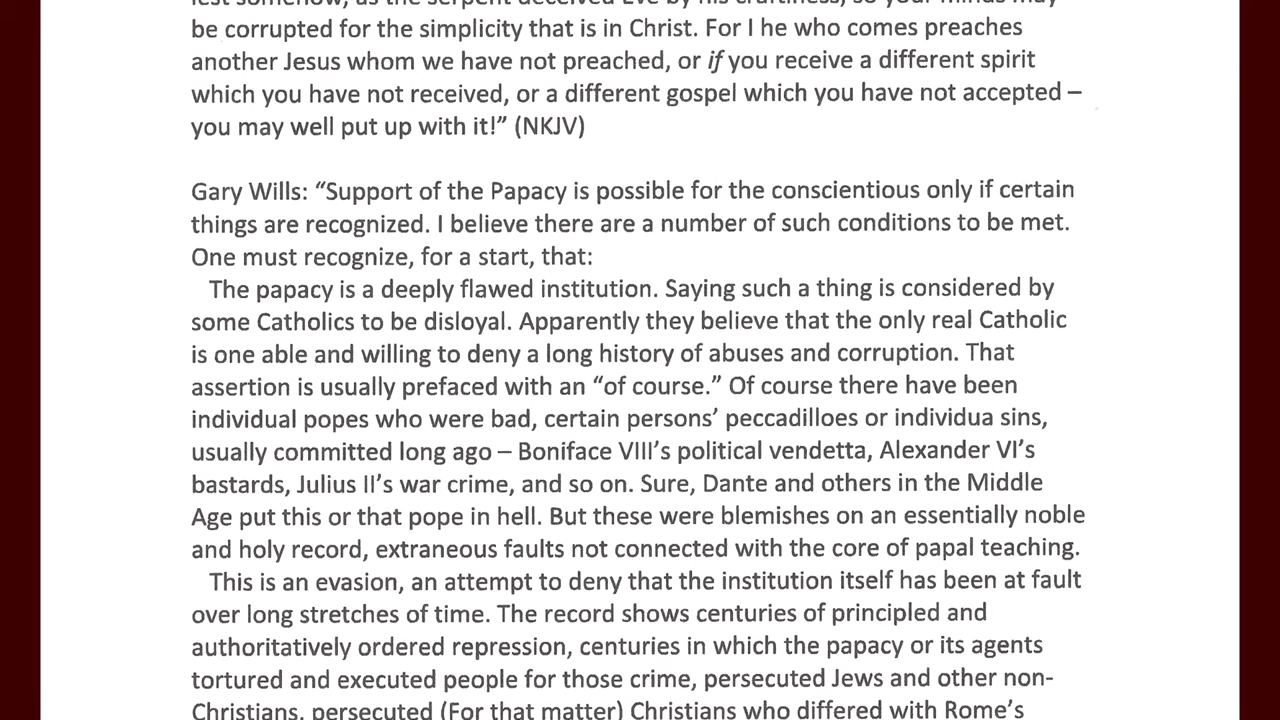 lest somehow, as the serpent deceived Eve by his craftiness, so your minds may
be corrupted for the simplicity that is in Christ. For I he who comes preaches
another Jesus whom we have not preached, or if you receive a different spirit
which you have not received, or a different gospel which you have not accepted –
you may well put up with it!” (NKJV)
Gary Wills: “Support of the Papacy is possible for the conscientious only if certain
things are recognized. I believe there are a number of such conditions to be met.
One must recognize, for a start, that:
The papacy is a deeply flawed institution. Saying such a thing is considered by
some Catholics to be disloyal. Apparently they believe that the only real Catholic
is one able and willing to deny a long history of abuses and corruption. That
assertion is usually prefaced with an “of course.” Of course there have been
individual popes who were bad, certain persons’ peccadilloes or individua sins,
usually committed long ago – Boniface VIII’s political vendetta, Alexander VI’s
bastards, Julius II’s war crime, and so on. Sure, Dante and others in the Middle
Age put this or that pope in hell. But these were blemishes on an essentially noble
and holy record, extraneous faults not connected with the core of papal teaching.
This is an evasion, an attempt to deny that the institution itself has been at fault
over long stretches of time. The record shows centuries of principled and
authoritatively ordered repression, centuries in which the papacy or its agents
tortured and executed people for those crime, persecuted Jews and other non-
Christians, persecuted (For that matter) Christians who differed with Rome’s